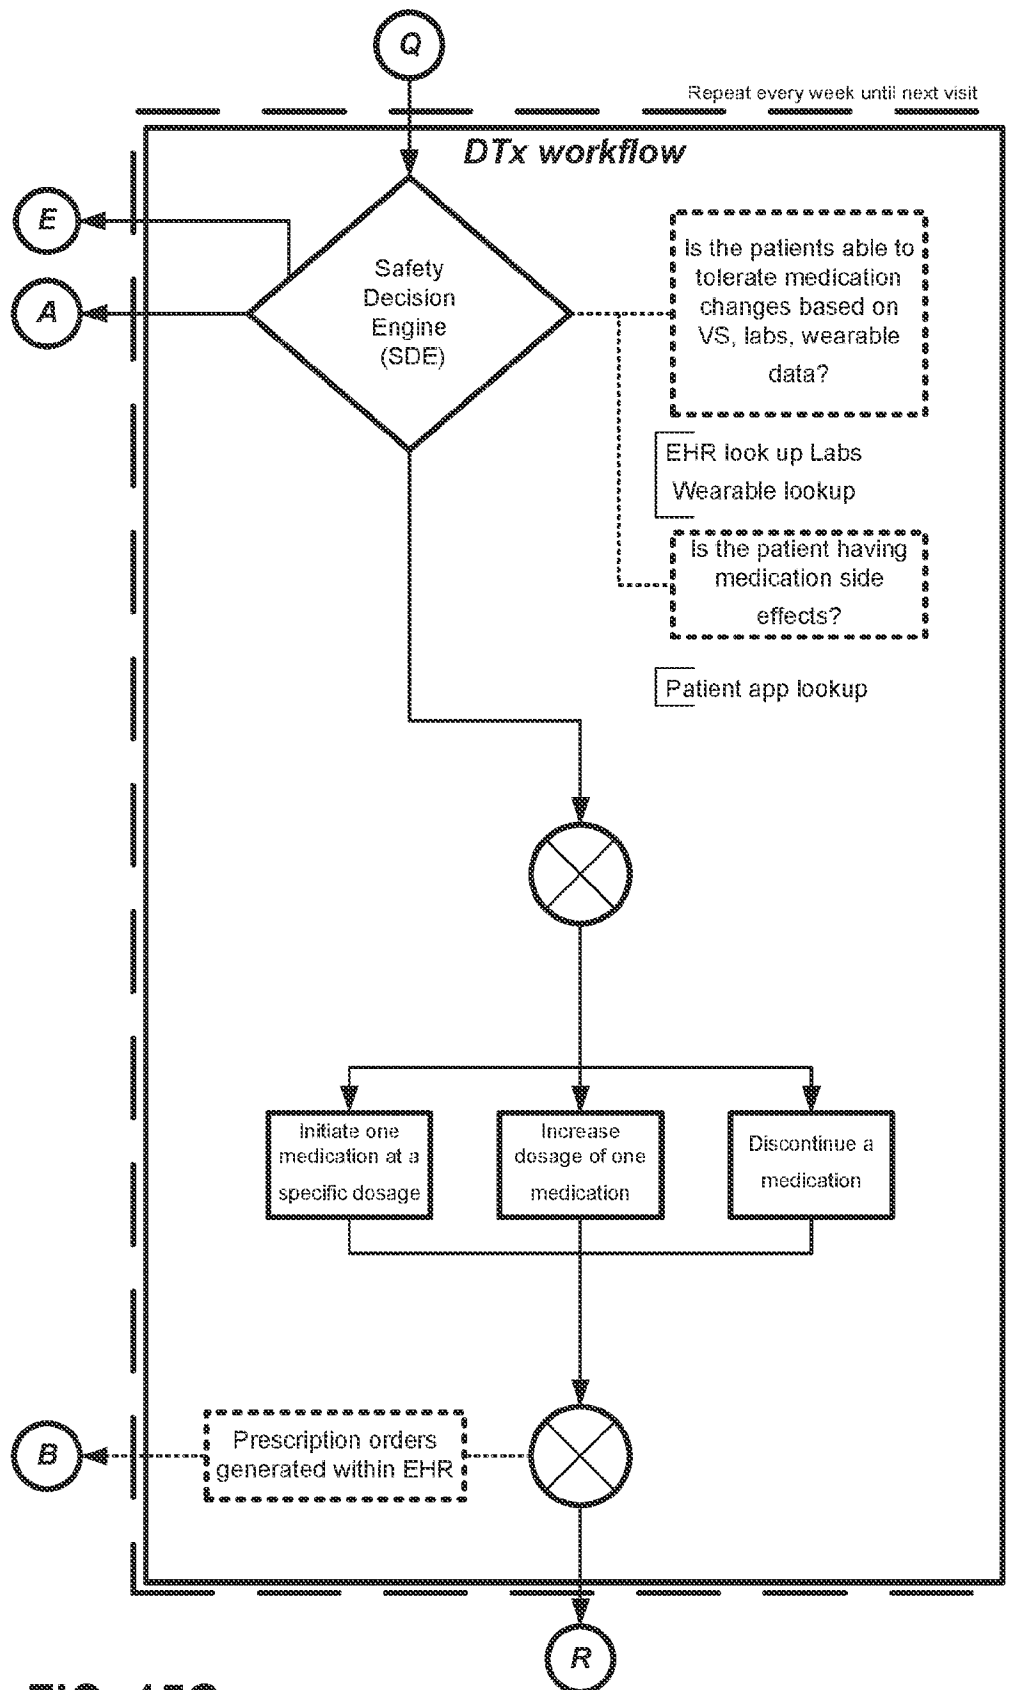 Q
Repeat every week until next visit
DTx workflow
E
A
Safety
Decision
Engine
(SDE)
Is the patients able to
tolerate medication
changes based on
VS, labs, wearable
data?
EHR look up Labs
Wearable lookup
Is the patient having
medication side
effects?
Patient app lookup
Initiate one
medication at a
specific dosage
Increase
dosage of one
medication
Discontinue a
medication
Prescription orders
generated within EHR
B
R